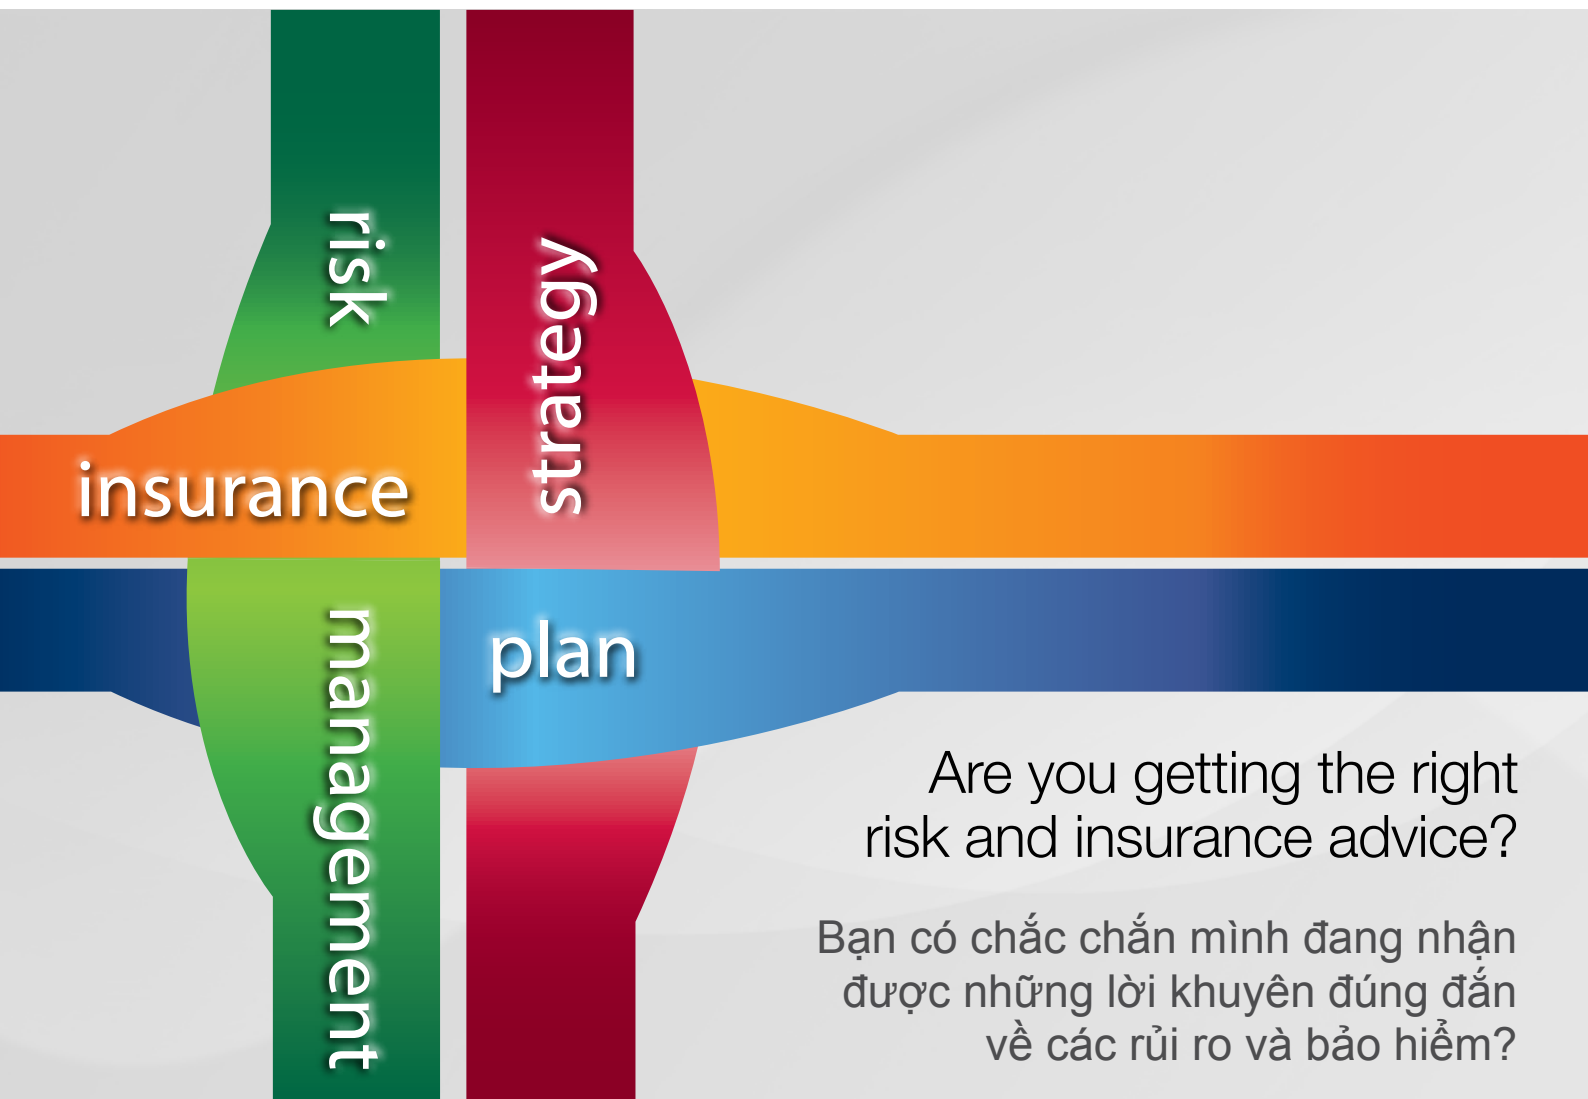 risk
strategy
insurance
management
plan
Are you getting the right
risk and insurance advice?
Bạn có chắc chắn mình đang nhận
được những lời khuyên đúng đắn
về các rủi ro và bảo hiểm?